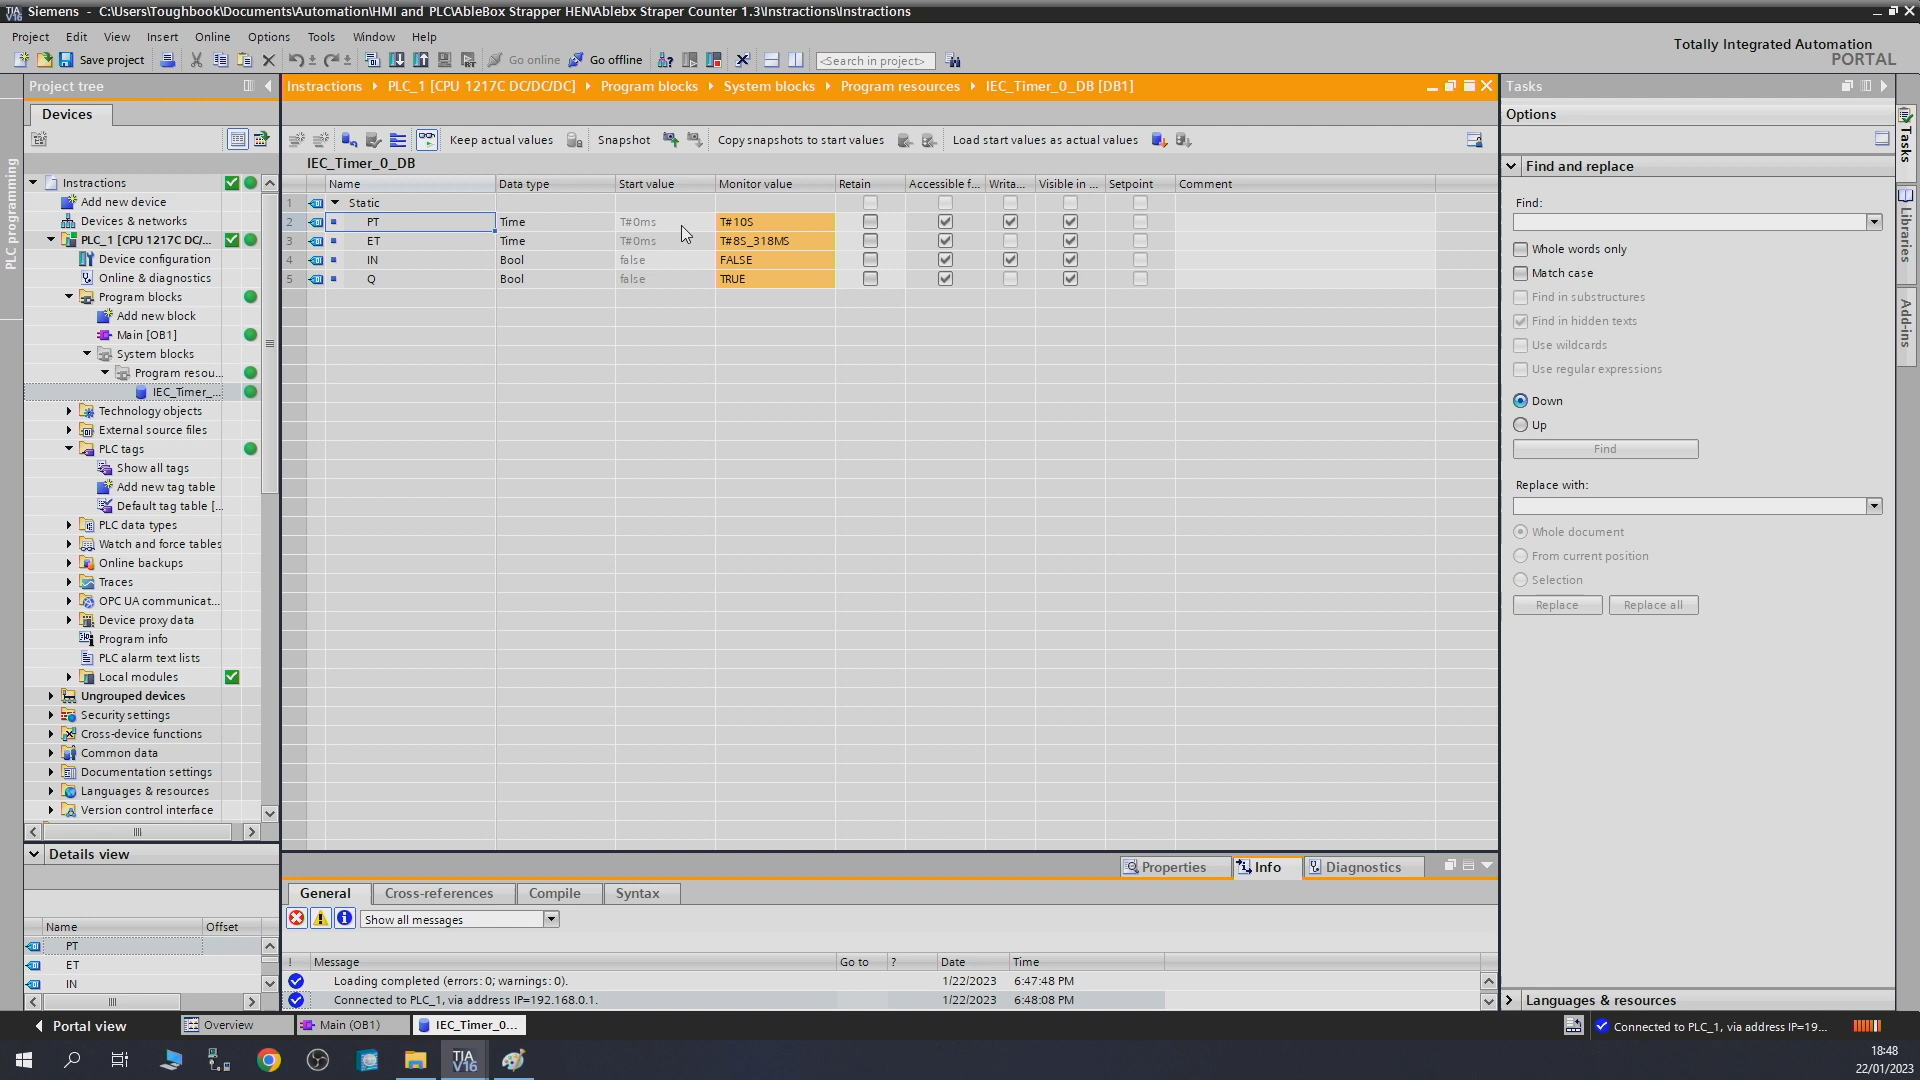 Siemens - C:\Users\Toughbook\Documents\Automation\HMI and PLC\AbleBox Strapper HEN\Ablebx Straper Counter 1.3\Instractions\Instractions
Project Edit View Insert Online Options Tools Window Help
Totally Integrated Automation
PORTAL
Save project
Go online
Go offline
<Search in project>
Project tree
Devices
PLC programming
Instractions
Add new device
Devices & networks
PLC_1 [CPU 1217C DC/...
Device configuration
Online & diagnostics
Program blocks
Add new block
Main [OB1]
System blocks
Program resou...
IEC_Timer_...
Technology objects
External source files
PLC tags
Show all tags
Add new tag table
Default tag table [...
PLC data types
Watch and force tables
Online backups
Traces
OPC UA communicat...
Device proxy data
Program info
PLC alarm text lists
Local modules
Ungrouped devices
Security settings
Cross-device functions
Common data
Documentation settings
Languages & resources
Version control interface
Details view
Name Offset
PT
ET
IN
Instractions PLC_1 [CPU 1217C DC/DC/DC] Program blocks System blocks Program resources IEC_Timer_0_DB [DB1]
Keep actual values Snapshot Copy snapshots to start values Load start values as actual values
IEC_Timer_0_DB
Name Data type Start value Monitor value Retain Accessible f... Writa... Visible in ... Setpoint Comment
1 Static
2 PT Time T#0ms T#10S
3 ET Time T#0ms T#8S_318MS
4 IN Bool false FALSE
5 Q Bool false TRUE
Properties Info Diagnostics
General Cross-references Compile Syntax
Show all messages
! Message Go to ? Date Time
Loading completed (errors: 0; warnings: 0). 1/22/2023 6:47:48 PM
Connected to PLC_1, via address IP=192.168.0.1. 1/22/2023 6:48:08 PM
Tasks
Options
Find and replace
Find:
Whole words only
Match case
Find in substructures
Find in hidden texts
Use wildcards
Use regular expressions
Down
Up
Find
Replace with:
Whole document
From current position
Selection
Replace Replace all
Languages & resources
Tasks
Libraries
Add-ins
Portal view Overview Main (OB1) IEC_Timer_0... Connected to PLC_1, via address IP=19...
TIA V16
18:48
22/01/2023